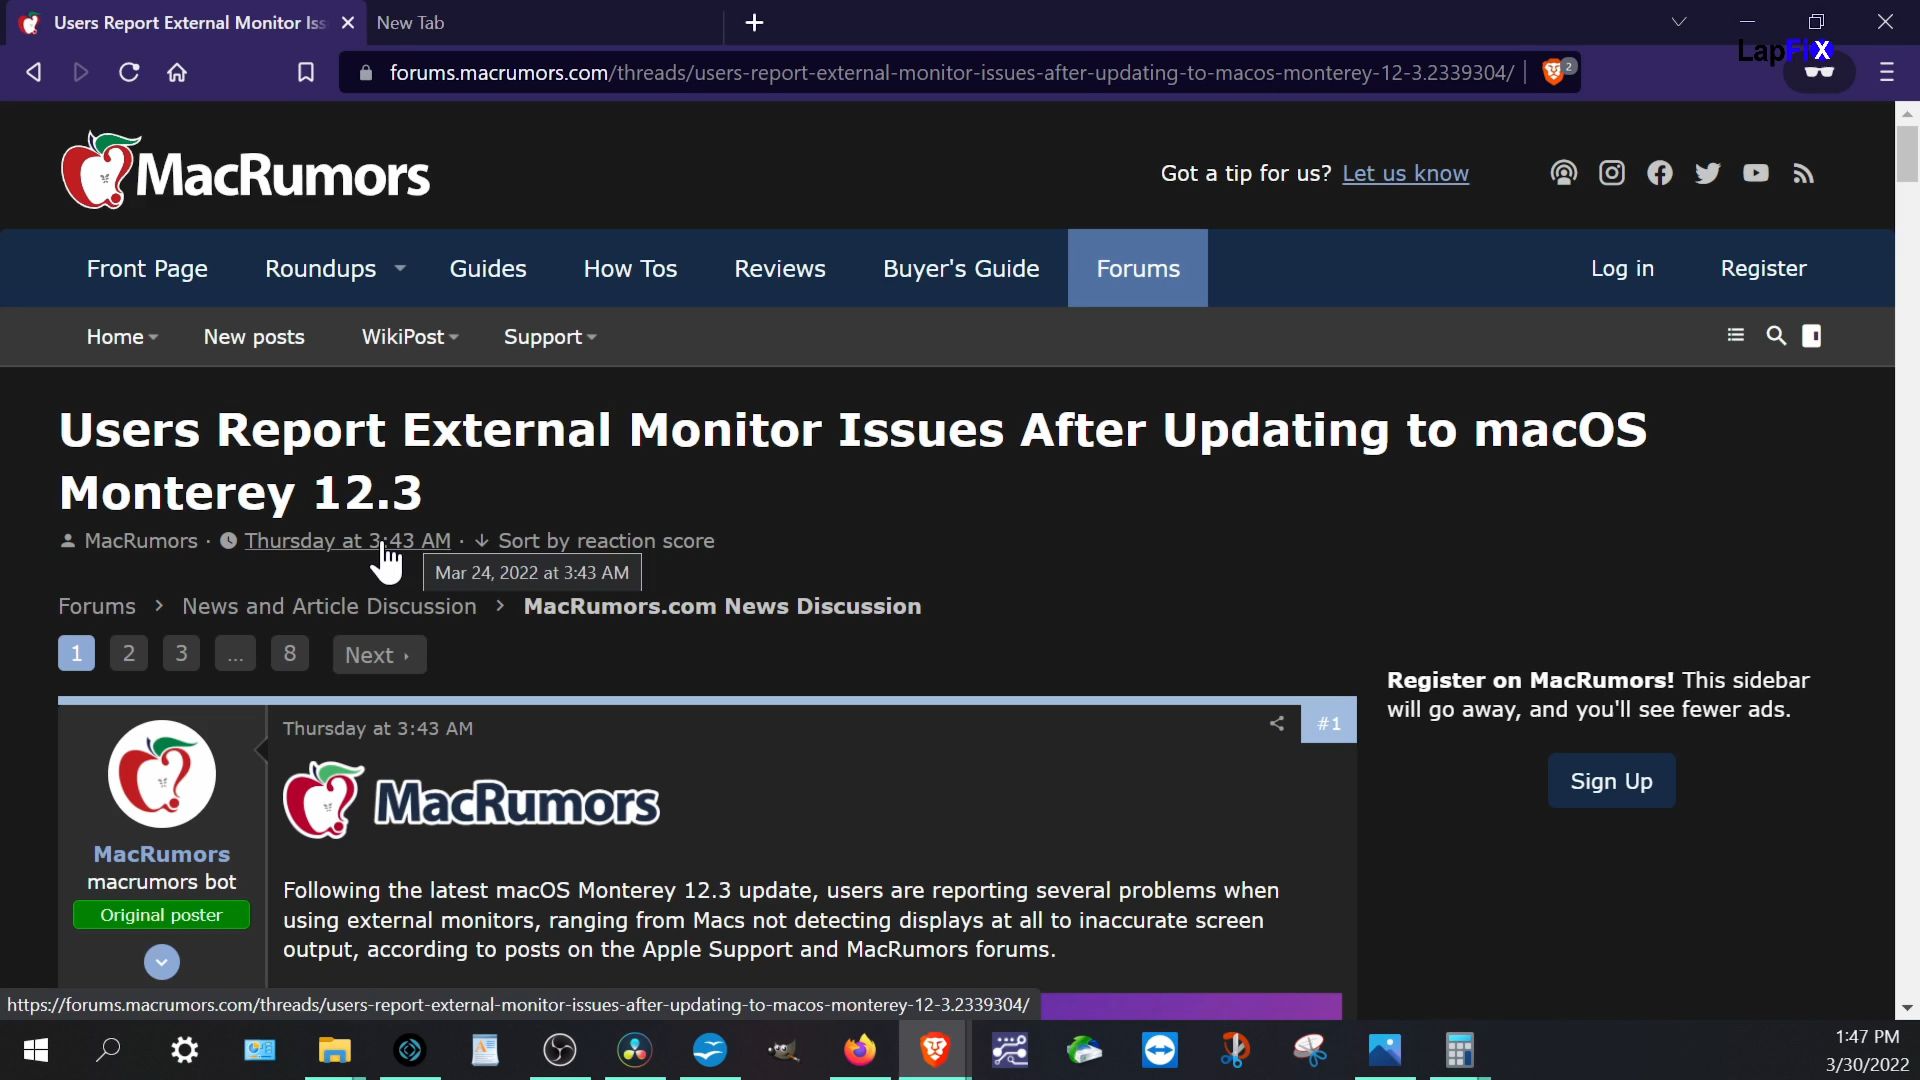 Users Report External Monitor Iss
New Tab
LapFiX
forums.macrumors.com/threads/users-report-external-monitor-issues-after-updating-to-macos-monterey-12-3.2339304/
2
MacRumors
Got a tip for us? Let us know
Front Page
Roundups
Guides
How Tos
Reviews
Buyer's Guide
Forums
Log in
Register
Home
New posts
WikiPost
Support
Users Report External Monitor Issues After Updating to macOS
Monterey 12.3
MacRumors · Thursday at 3:43 AM · Sort by reaction score
Mar 24, 2022 at 3:43 AM
Forums > News and Article Discussion > MacRumors.com News Discussion
1 2 3 ... 8 Next
Register on MacRumors! This sidebar
will go away, and you'll see fewer ads.
Sign Up
Thursday at 3:43 AM
#1
MacRumors
MacRumors
macrumors bot
Original poster
Following the latest macOS Monterey 12.3 update, users are reporting several problems when
using external monitors, ranging from Macs not detecting displays at all to inaccurate screen
output, according to posts on the Apple Support and MacRumors forums.
https://forums.macrumors.com/threads/users-report-external-monitor-issues-after-updating-to-macos-monterey-12-3.2339304/
1:47 PM
3/30/2022